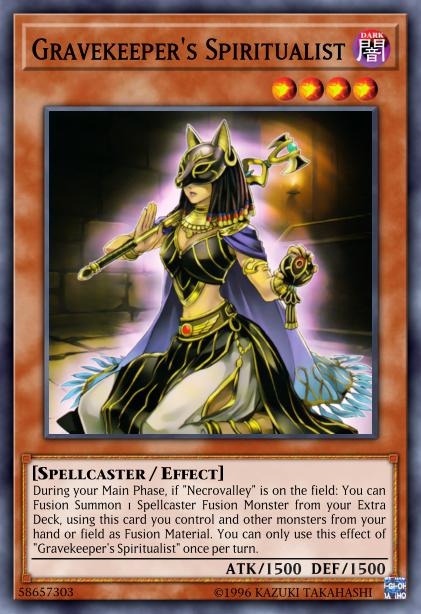 Gravekeeper's Spiritualist
DARK
闇
[Spellcaster / Effect]
During your Main Phase, if "Necrovalley" is on the field: You can
Fusion Summon 1 Spellcaster Fusion Monster from your Extra
Deck, using this card you control and other monsters from your
hand or field as Fusion Material. You can only use this effect of
"Gravekeeper's Spiritualist" once per turn.
ATK/1500 DEF/1500
58657303
©1996 KAZUKI TAKAHASHI